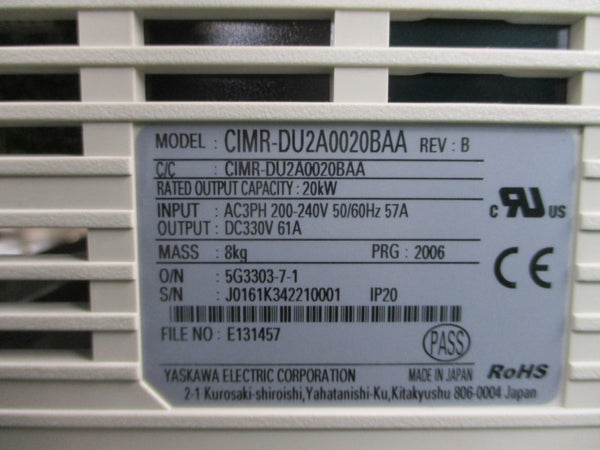 MODEL : CIMR-DU2A0020BAA REV : B
C/C : CIMR-DU2A0020BAA
RATED OUTPUT CAPACITY : 20kW
INPUT : AC3PH 200-240V 50/60Hz 57A
OUTPUT : DC330V 61A
MASS : 8kg PRG : 2006
O/N : 5G3303-7-1
S/N : J0161K342210001 IP20
FILE NO : E131457
PASS
YASKAWA ELECTRIC CORPORATION MADE IN JAPAN
2-1 Kurosaki-shiroishi,Yahatanishi-Ku,Kitakyushu 806-0004 Japan
c RU US
CE
RoHS